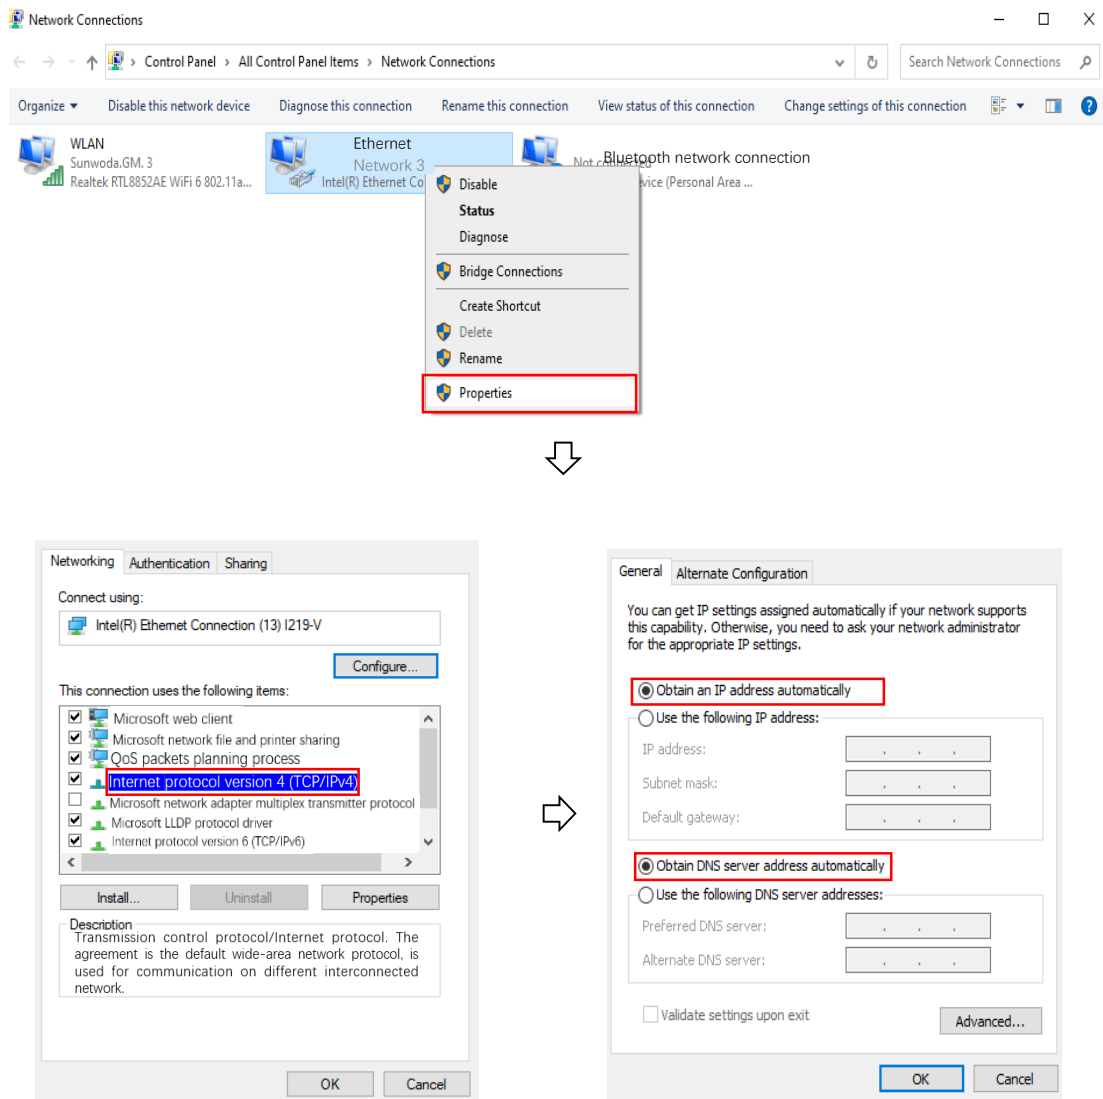 Network Connections
Control Panel › All Control Panel Items › Network Connections
Search Network Connections
Organize
Disable this network device
Diagnose this connection
Rename this connection
View status of this connection
Change settings of this connection
WLAN
Sunwoda.GM. 3
Realtek RTL8852AE WiFi 6 802.11a...
Ethernet
Network 3
Intel(R) Ethernet Co
Bluetooth network connection
Not connected
vice (Personal Area ...
Disable
Status
Diagnose
Bridge Connections
Create Shortcut
Delete
Rename
Properties
Networking
Authentication
Sharing
Connect using:
Intel(R) Ethernet Connection (13) I219-V
Configure...
This connection uses the following items:
Microsoft web client
Microsoft network file and printer sharing
QoS packets planning process
Internet protocol version 4 (TCP/IPv4)
Microsoft network adapter multiplex transmitter protocol
Microsoft LLDP protocol driver
Internet protocol version 6 (TCP/IPv6)
Install...
Uninstall
Properties
Description
Transmission control protocol/Internet protocol. The
agreement is the default wide-area network protocol, is
used for communication on different interconnected
network.
OK
Cancel
General
Alternate Configuration
You can get IP settings assigned automatically if your network supports
this capability. Otherwise, you need to ask your network administrator
for the appropriate IP settings.
Obtain an IP address automatically
Use the following IP address:
IP address:
Subnet mask:
Default gateway:
Obtain DNS server address automatically
Use the following DNS server addresses:
Preferred DNS server:
Alternate DNS server:
Validate settings upon exit
Advanced...
OK
Cancel